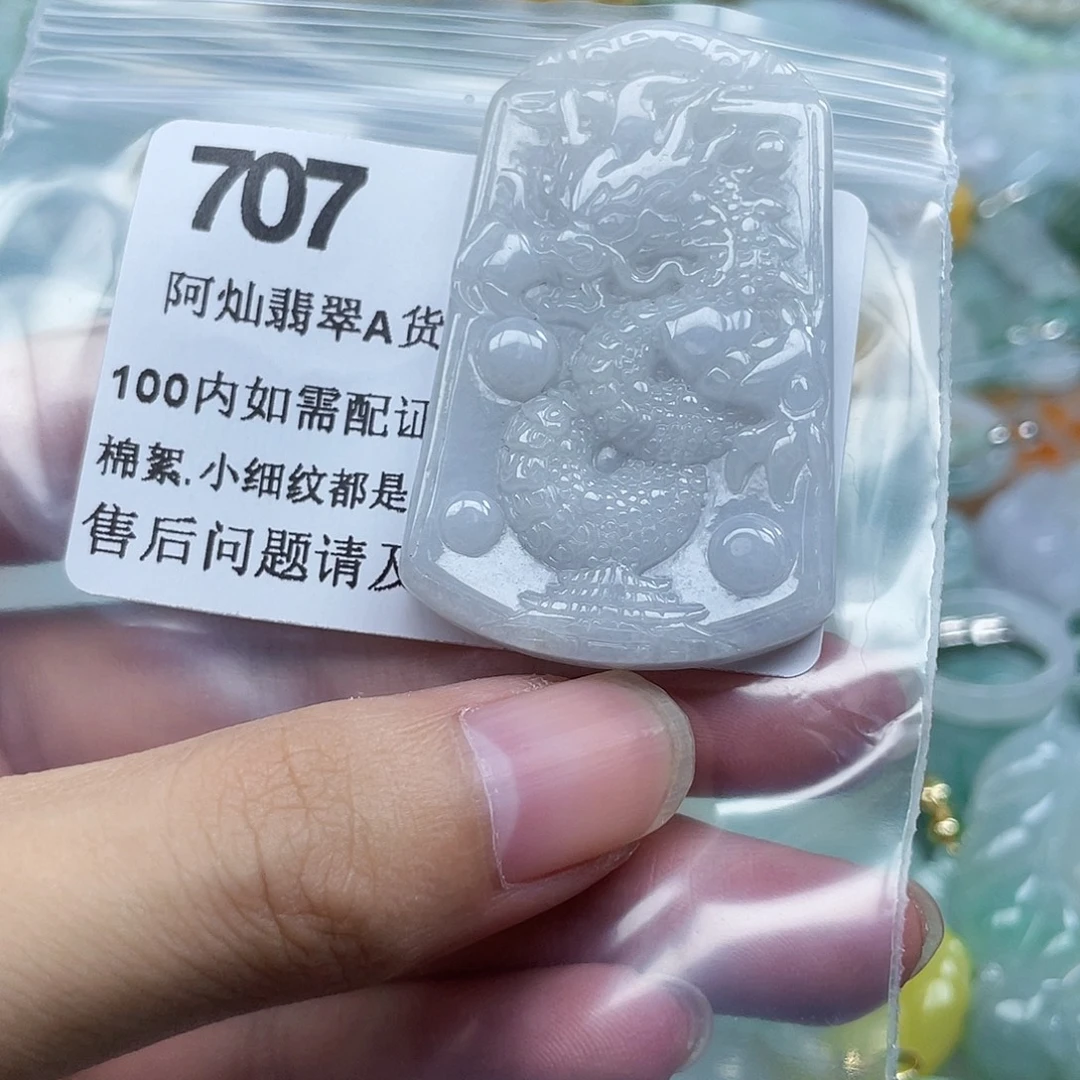 707
阿灿翡翠A货
100内如需配证
棉絮.小细纹都是
售后问题请及